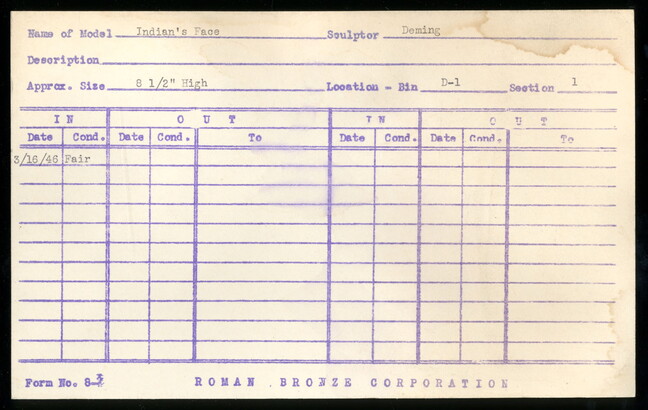 Name of Model Indian's Face Sculptor Deming
Description
Approx. Size 8 1/2" High Location - Bin D-1 Section 1
IN OUT IN OUT
Date Cond. Date Cond. To Date Cond. Date Cond. To
3/16/46 Fair
Form No. 8- ROMAN BRONZE CORPORATION